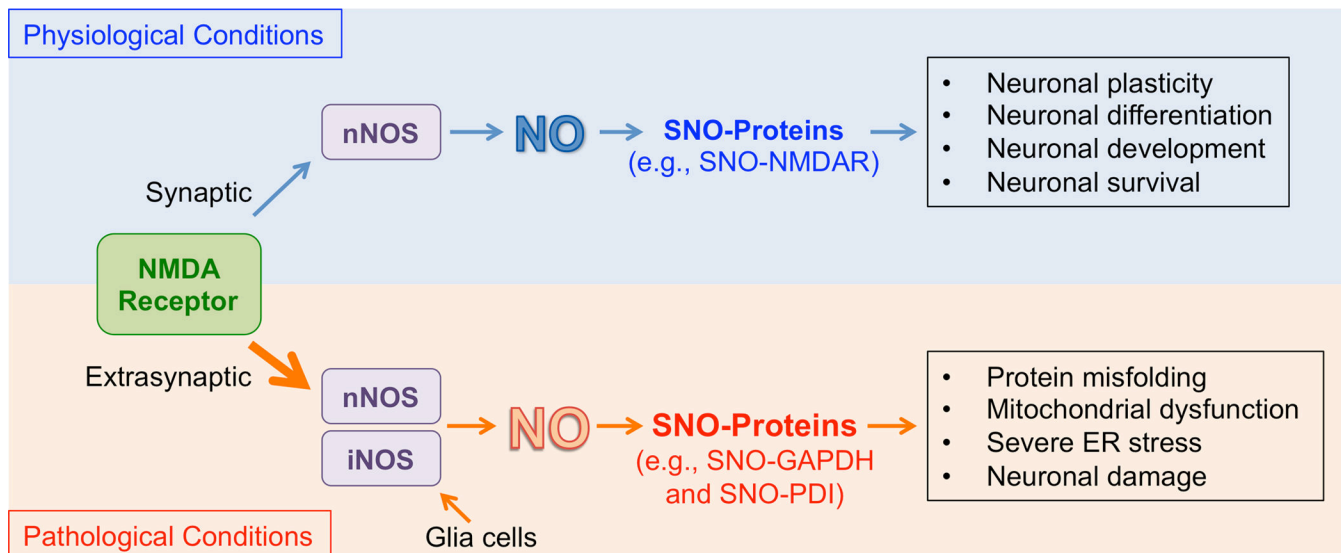 Physiological Conditions
nNOS
NO
SNO-Proteins
(e.g., SNO-NMDAR)
• Neuronal plasticity
• Neuronal differentiation
• Neuronal development
• Neuronal survival
Synaptic
NMDA
Receptor
Extrasynaptic
nNOS
iNOS
NO
SNO-Proteins
(e.g., SNO-GAPDH
and SNO-PDI)
• Protein misfolding
• Mitochondrial dysfunction
• Severe ER stress
• Neuronal damage
Glia cells
Pathological Conditions